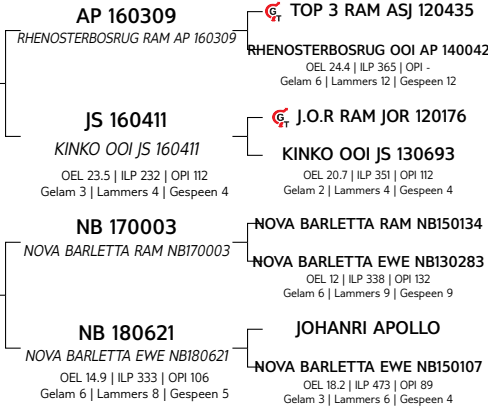 AP 160309
RHENOSTERBOSRUG RAM AP 160309
GT TOP 3 RAM ASJ 120435
RHENOSTERBOSRUG OOI AP 140042
OEL 24.4 | ILP 365 | OPI -
Gelam 6 | Lammers 12 | Gespeen 12
JS 160411
KINKO OOI JS 160411
OEL 23.5 | ILP 232 | OPI 112
Gelam 3 | Lammers 4 | Gespeen 4
GT J.O.R RAM JOR 120176
KINKO OOI JS 130693
OEL 20.7 | ILP 351 | OPI 112
Gelam 2 | Lammers 4 | Gespeen 4
NB 170003
NOVA BARLETTA RAM NB170003
NOVA BARLETTA RAM NB150134
NOVA BARLETTA EWE NB130283
OEL 12 | ILP 338 | OPI 132
Gelam 6 | Lammers 9 | Gespeen 9
NB 180621
NOVA BARLETTA EWE NB180621
OEL 14.9 | ILP 333 | OPI 106
Gelam 6 | Lammers 8 | Gespeen 5
JOHANRI APOLLO
NOVA BARLETTA EWE NB150107
OEL 18.2 | ILP 473 | OPI 89
Gelam 3 | Lammers 6 | Gespeen 4